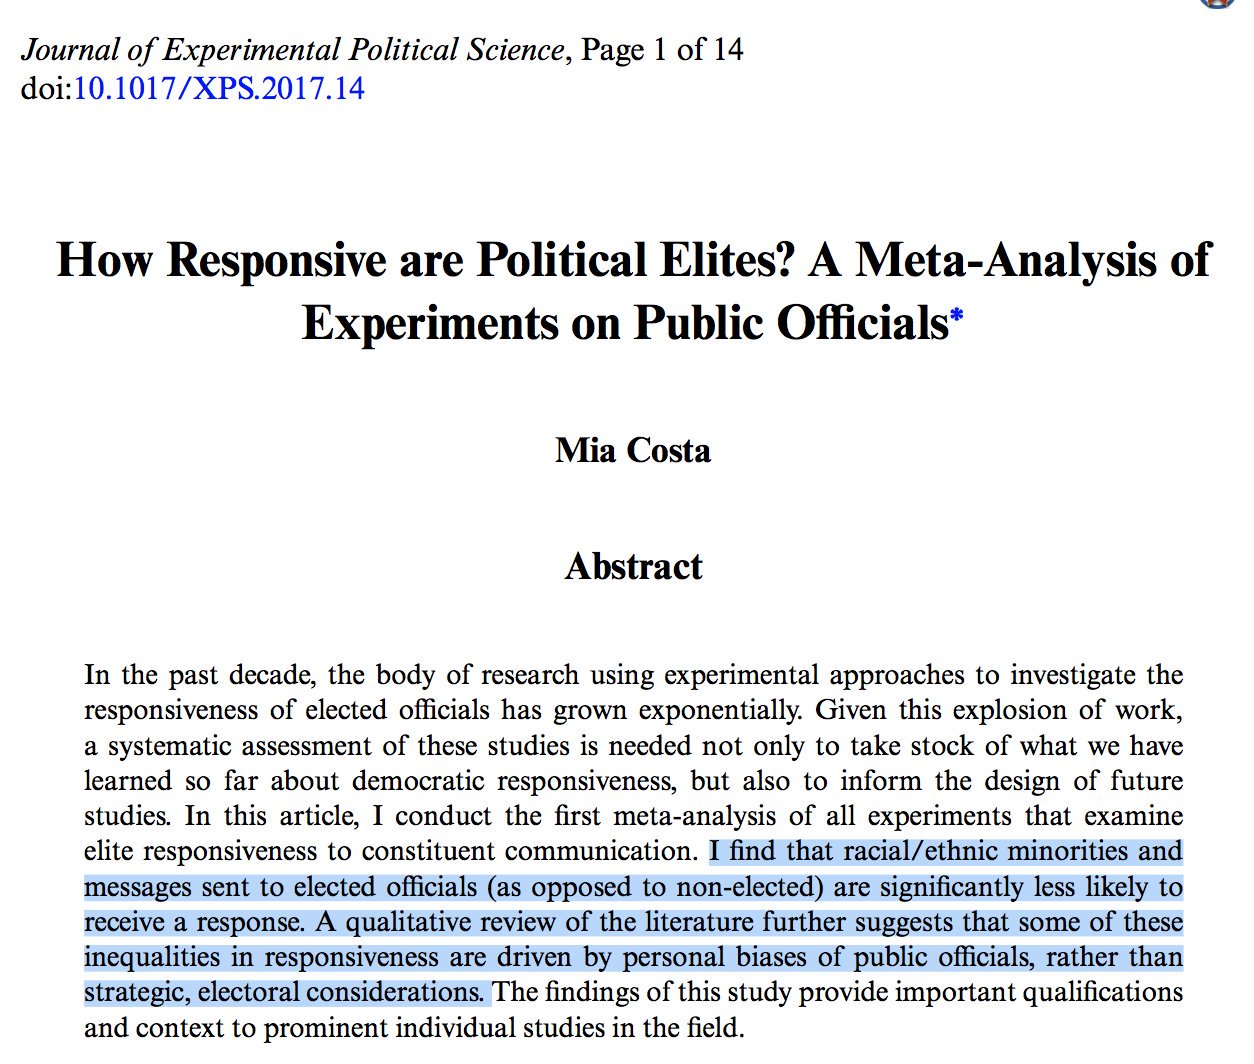 Journal of Experimental Political Science, Page 1 of 14
doi:10.1017/XPS.2017.14
How Responsive are Political Elites? A Meta-Analysis of
Experiments on Public Officials*
Mia Costa
Abstract
In the past decade, the body of research using experimental approaches to investigate the
responsiveness of elected officials has grown exponentially. Given this explosion of work,
a systematic assessment of these studies is needed not only to take stock of what we have
learned so far about democratic responsiveness, but also to inform the design of future
studies. In this article, I conduct the first meta-analysis of all experiments that examine
elite responsiveness to constituent communication. I find that racial/ethnic minorities and
messages sent to elected officials (as opposed to non-elected) are significantly less likely to
receive a response. A qualitative review of the literature further suggests that some of these
inequalities in responsiveness are driven by personal biases of public officials, rather than
strategic, electoral considerations. The findings of this study provide important qualifications
and context to prominent individual studies in the field.